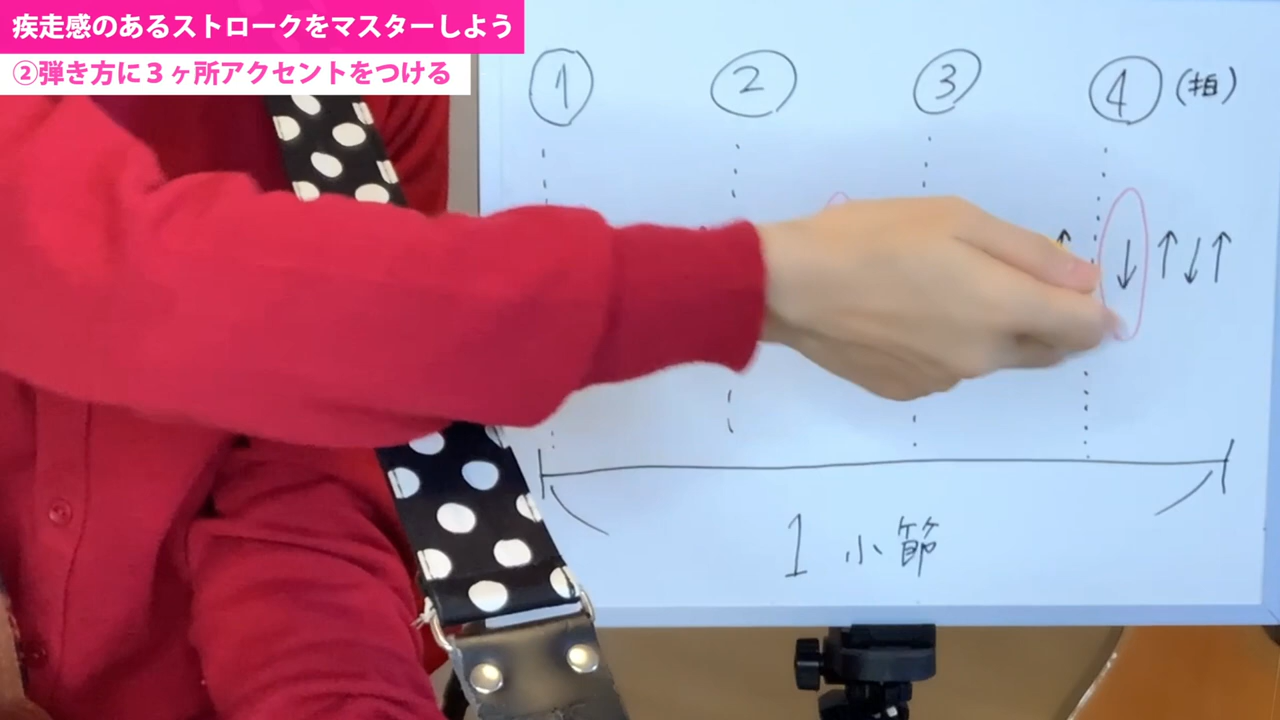 疾走感のあるストロークをマスターしよう
②弾き方に３ヶ所アクセントをつける
① ② ③ ④ (拍)
↑ ↓ ↑ ↓ ↑
1 小節